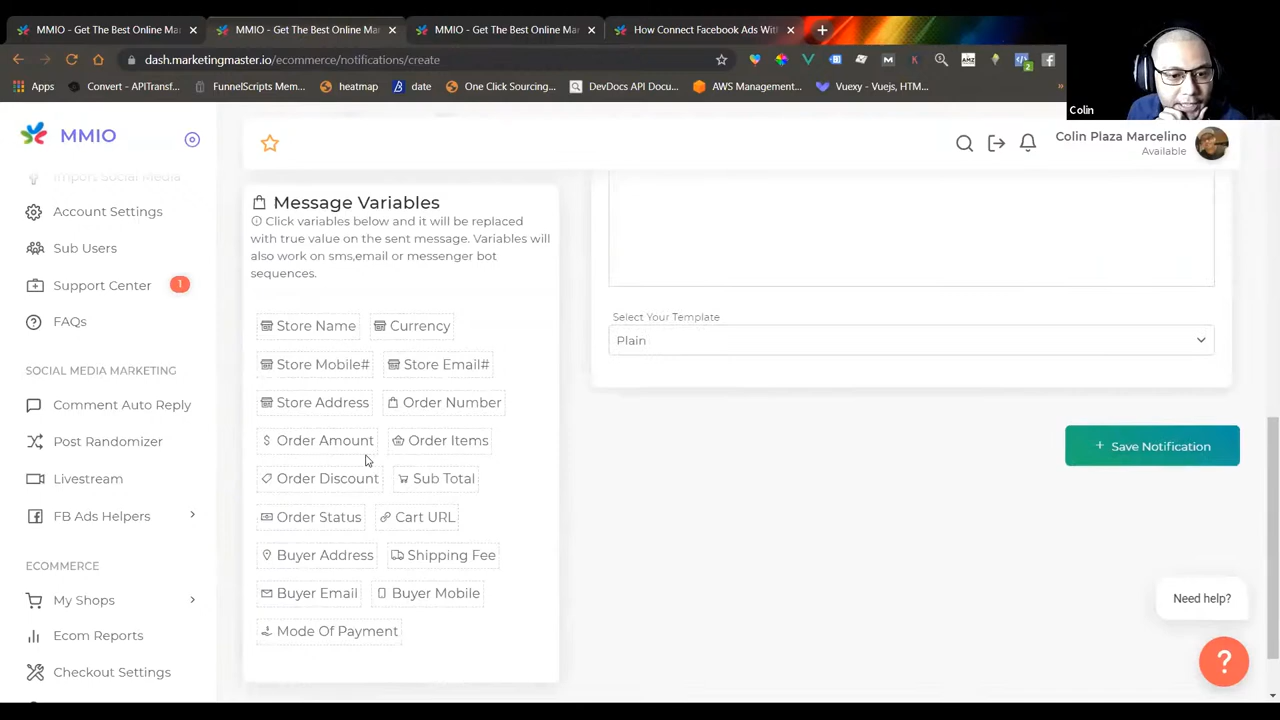 MMIO - Get The Best Online Ma
MMIO - Get The Best Online Ma
MMIO - Get The Best Online Ma
How Connect Facebook Ads With
dash.marketingmaster.io/ecommerce/notifications/create
Apps
Convert - APITransf...
FunnelScripts Mem...
heatmap
date
One Click Sourcing...
DevDocs API Docu...
AWS Management...
Vuexy - Vuejs, HTM...
Colin
MMIO
Colin Plaza Marcelino
Available
Import Social Media
Account Settings
Sub Users
Support Center
1
FAQs
SOCIAL MEDIA MARKETING
Comment Auto Reply
Post Randomizer
Livestream
FB Ads Helpers
ECOMMERCE
My Shops
Ecom Reports
Checkout Settings
Message Variables
Click variables below and it will be replaced
with true value on the sent message. Variables will
also work on sms,email or messenger bot
sequences.
Store Name
Currency
Store Mobile#
Store Email#
Store Address
Order Number
Order Amount
Order Items
Order Discount
Sub Total
Order Status
Cart URL
Buyer Address
Shipping Fee
Buyer Email
Buyer Mobile
Mode Of Payment
Select Your Template
Plain
+ Save Notification
Need help?
?